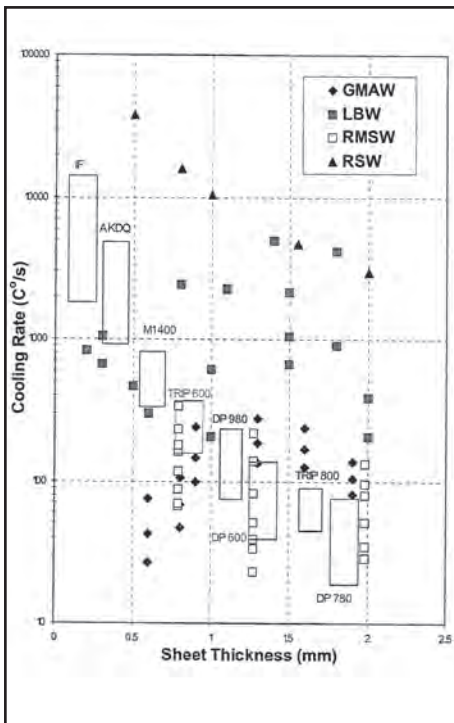 100000
10000
1000
100
10
Cooling Rate (C°/s)
GMAW
LBW
RMSW
RSW
IF
AKDQ
M1400
TRIP 600
DP 980
DP 600
TRIP 800
DP 780
0
0.5
1
1.5
2
2.5
Sheet Thickness (mm)